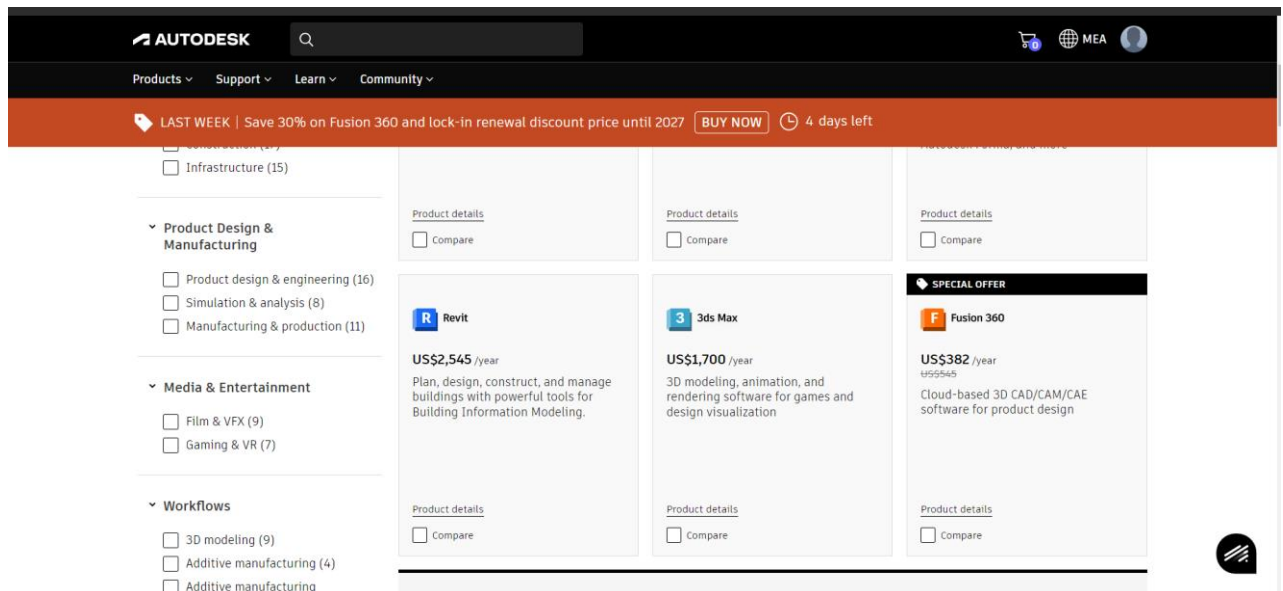 AUTODESK
0
MEA
Products
Support
Learn
Community
LAST WEEK | Save 30% on Fusion 360 and lock-in renewal discount price until 2027
BUY NOW
4 days left
Infrastructure (15)
Product Design &
Manufacturing
Product design & engineering (16)
Simulation & analysis (8)
Manufacturing & production (11)
Media & Entertainment
Film & VFX (9)
Gaming & VR (7)
Workflows
3D modeling (9)
Additive manufacturing (4)
Additive manufacturing
Product details
Compare
Product details
Compare
Product details
Compare
R Revit
US$2,545 /year
Plan, design, construct, and manage
buildings with powerful tools for
Building Information Modeling.
Product details
Compare
3 3ds Max
US$1,700 /year
3D modeling, animation, and
rendering software for games and
design visualization
Product details
Compare
SPECIAL OFFER
F Fusion 360
US$382 /year
US$545
Cloud-based 3D CAD/CAM/CAE
software for product design
Product details
Compare